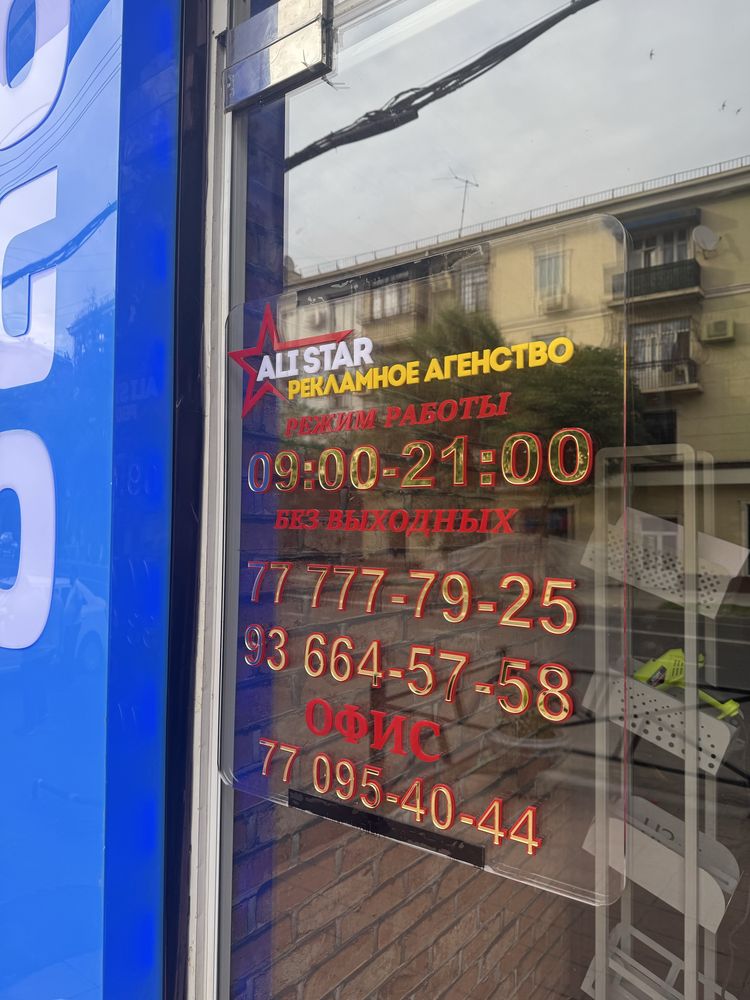 ALI STAR
РЕКЛАМНОЕ АГЕНСТВО
РЕЖИМ РАБОТЫ
09:00-21:00
БЕЗ ВЫХОДНЫХ
77 777-79-25
93 664-57-58
ОФИС
77 095-40-44